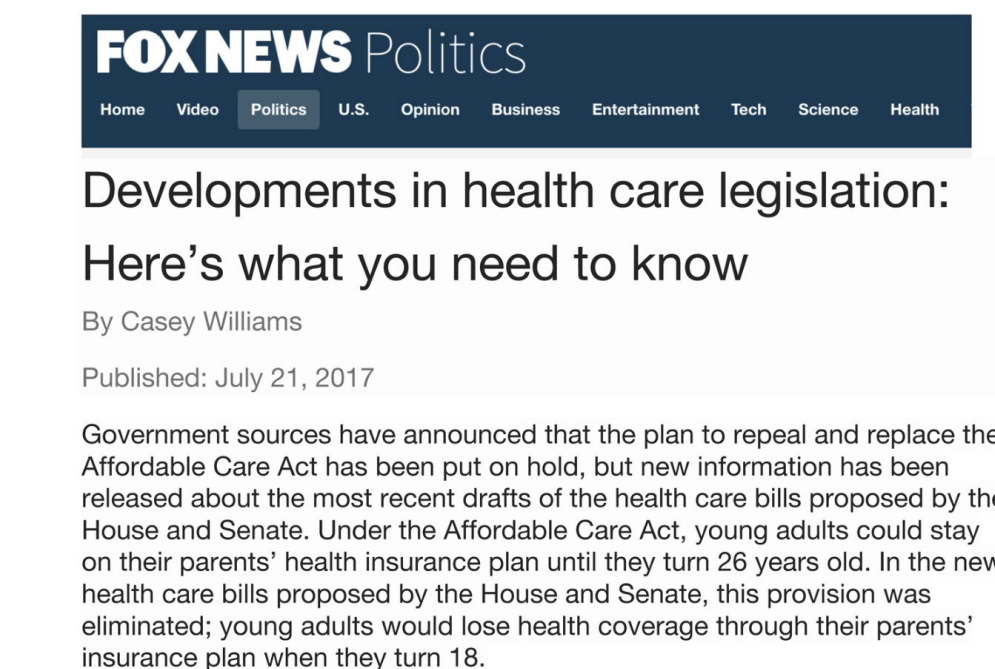 FOX NEWS Politics
Home Video Politics U.S. Opinion Business Entertainment Tech Science Health
Developments in health care legislation:
Here's what you need to know
By Casey Williams
Published: July 21, 2017
Government sources have announced that the plan to repeal and replace the
Affordable Care Act has been put on hold, but new information has been
released about the most recent drafts of the health care bills proposed by the
House and Senate. Under the Affordable Care Act, young adults could stay
on their parents' health insurance plan until they turn 26 years old. In the new
health care bills proposed by the House and Senate, this provision was
eliminated; young adults would lose health coverage through their parents'
insurance plan when they turn 18.